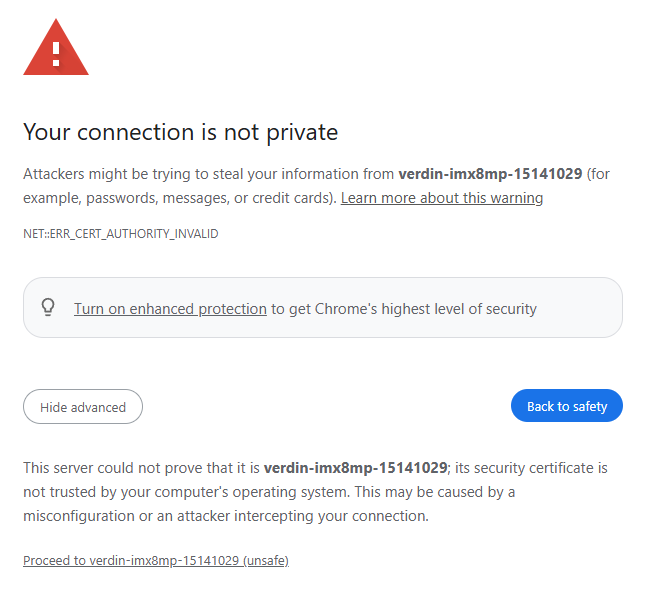 Your connection is not private
Attackers might be trying to steal your information from verdin-imx8mp-15141029 (for
example, passwords, messages, or credit cards). Learn more about this warning
NET::ERR_CERT_AUTHORITY_INVALID
Turn on enhanced protection to get Chrome's highest level of security
Hide advanced
Back to safety
This server could not prove that it is verdin-imx8mp-15141029; its security certificate is
not trusted by your computer's operating system. This may be caused by a
misconfiguration or an attacker intercepting your connection.
Proceed to verdin-imx8mp-15141029 (unsafe)